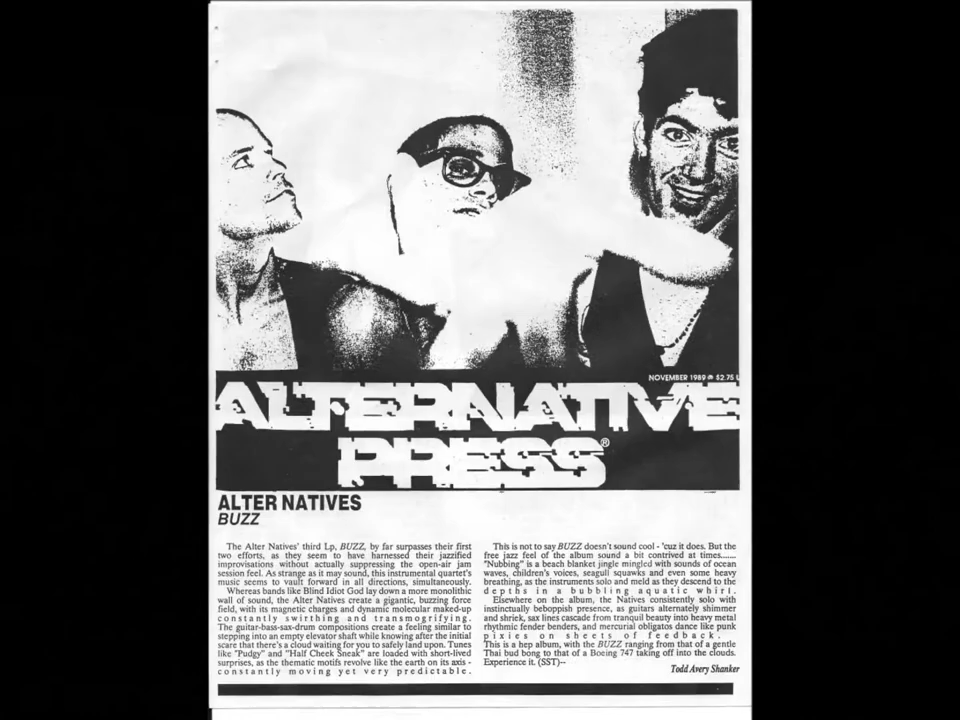 NOVEMBER 1989 $2.75 U
ALTERNATIVE
PRESS®
ALTER NATIVES
BUZZ
The Alter Natives' third Lp, BUZZ, by far surpasses their first
two efforts, as they seem to have harnessed their jazzified
improvisations without actually suppressing the open-air jam
session feel. As strange as it may sound, this instrumental quartet's
music seems to vault forward in all directions, simultaneously.
Whereas bands like Blind Idiot God lay down a more monolithic
wall of sound, the Alter Natives create a gigantic, buzzing force
field, with its magnetic charges and dynamic molecular maked-up
constantly swirthing and transmogrifying.
The guitar-bass-sax-drum compositions create a feeling similar to
stepping into an empty elevator shaft while knowing after the initial
scare that there's a cloud waiting for you to safely land upon. Tunes
like "Pudgy" and "Half Cheek Sneak" are loaded with short-lived
surprises, as the thematic motifs revolve like the earth on its axis -
constantly moving yet very predictable.
This is not to say BUZZ doesn't sound cool - 'cuz it does. But the
free jazz feel of the album sound a bit contrived at times.......
"Nubbing" is a beach blanket jingle mingled with sounds of ocean
waves, children's voices, seagull squawks and even some heavy
breathing, as the instruments solo and meld as they descend to the
depths in a bubbling aquatic whirl.
Elsewhere on the album, the Natives consistently solo with
instinctually beboppish presence, as guitars alternately shimmer
and shriek, sax lines cascade from tranquil beauty into heavy metal
rhythmic fender benders, and mercurial obligatos dance like punk
pixies on sheets of feedback.
This is a hep album, with the BUZZ ranging from that of a gentle
Thai bud bong to that of a Boeing 747 taking off into the clouds.
Experience it. (SST)--
Todd Avery Shanker